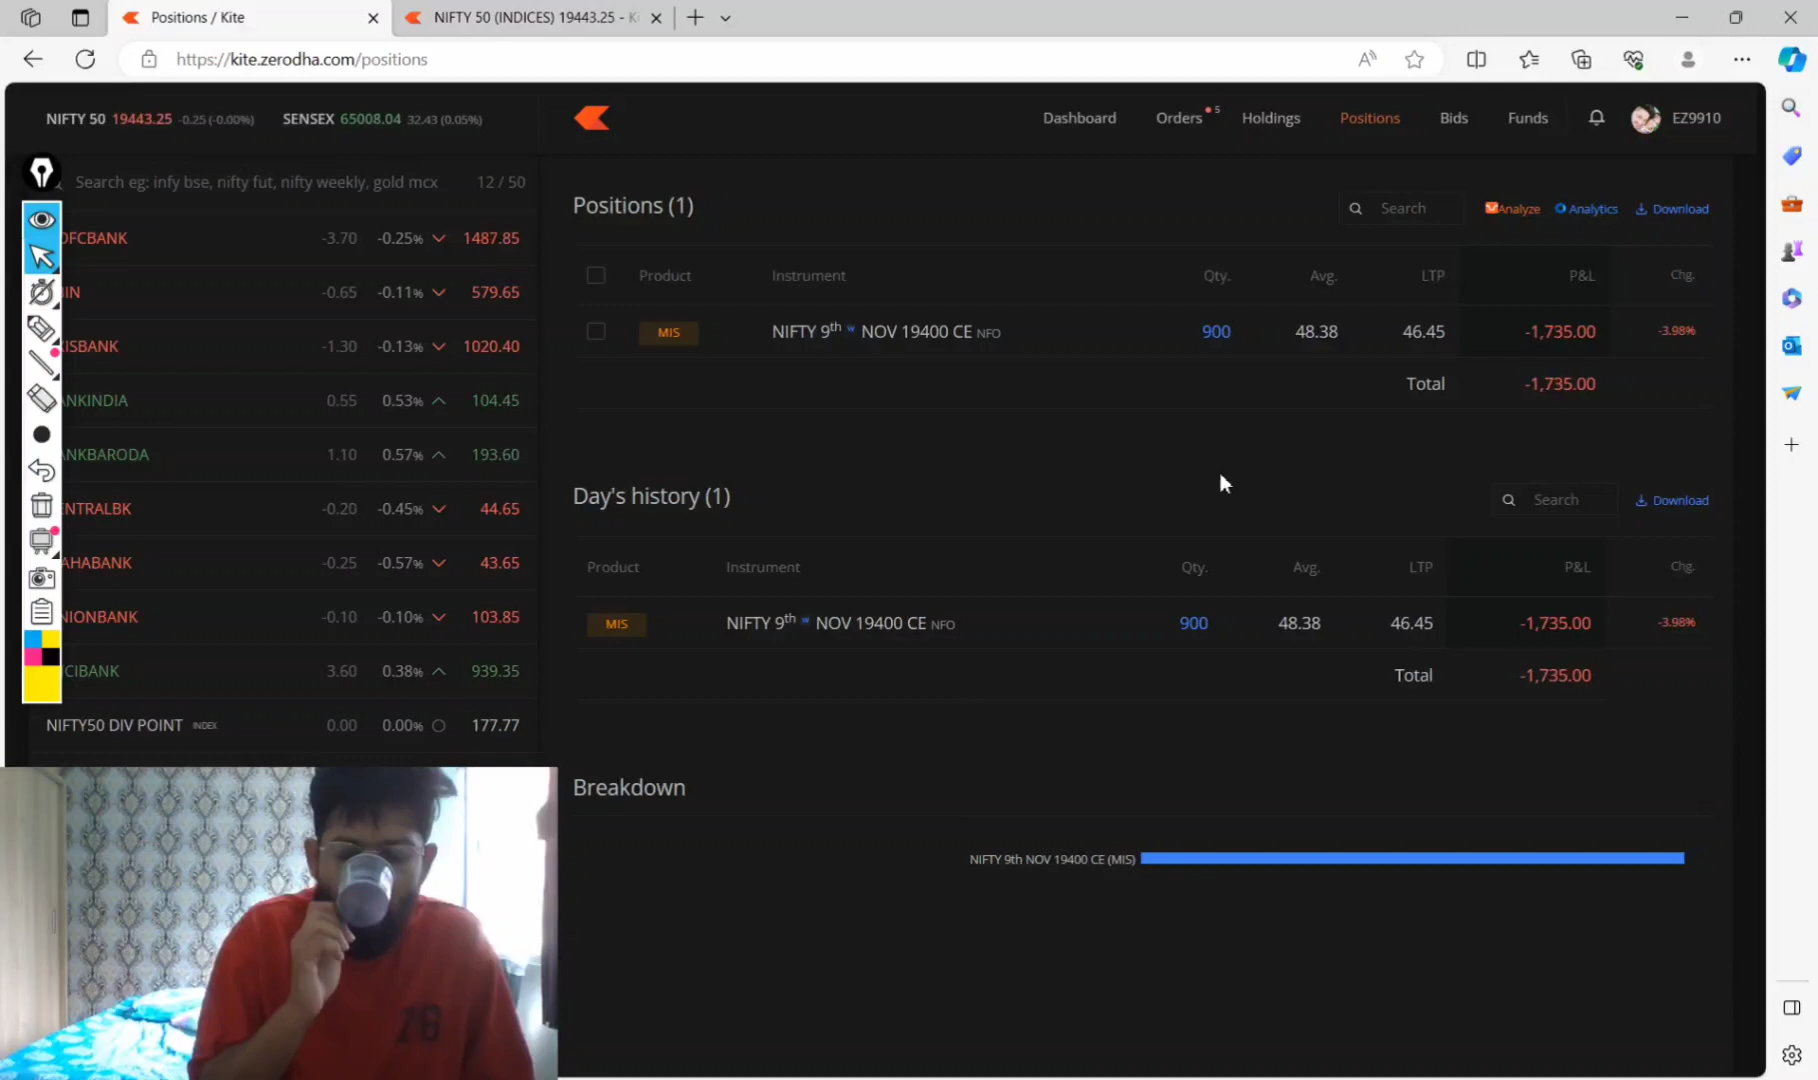 Positions / Kite
NIFTY 50 (INDICES) 19443.25 - Ki
https://kite.zerodha.com/positions
NIFTY 50 19443.25 -0.25 (-0.00%) SENSEX 65008.04 32.43 (0.05%)
Dashboard Orders 5 Holdings Positions Bids Funds EZ9910
Search eg: infy bse, nifty fut, nifty weekly, gold mcx 12 / 50
DFCBANK -3.70 -0.25% 1487.85
BIN -0.65 -0.11% 579.65
XISBANK -1.30 -0.13% 1020.40
ANKINDIA 0.55 0.53% 104.45
ANKBARODA 1.10 0.57% 193.60
ENTRALBK -0.20 -0.45% 44.65
AHABANK -0.25 -0.57% 43.65
NIONBANK -0.10 -0.10% 103.85
CIBANK 3.60 0.38% 939.35
NIFTY50 DIV POINT INDEX 0.00 0.00% 177.77
Positions (1) Search Analyze Analytics Download
Product Instrument Qty. Avg. LTP P&L Chg.
MIS NIFTY 9th w NOV 19400 CE NFO 900 48.38 46.45 -1,735.00 -3.98%
Total -1,735.00
Day's history (1) Search Download
Product Instrument Qty. Avg. LTP P&L Chg.
MIS NIFTY 9th w NOV 19400 CE NFO 900 48.38 46.45 -1,735.00 -3.98%
Total -1,735.00
Breakdown
NIFTY 9th NOV 19400 CE (MIS)